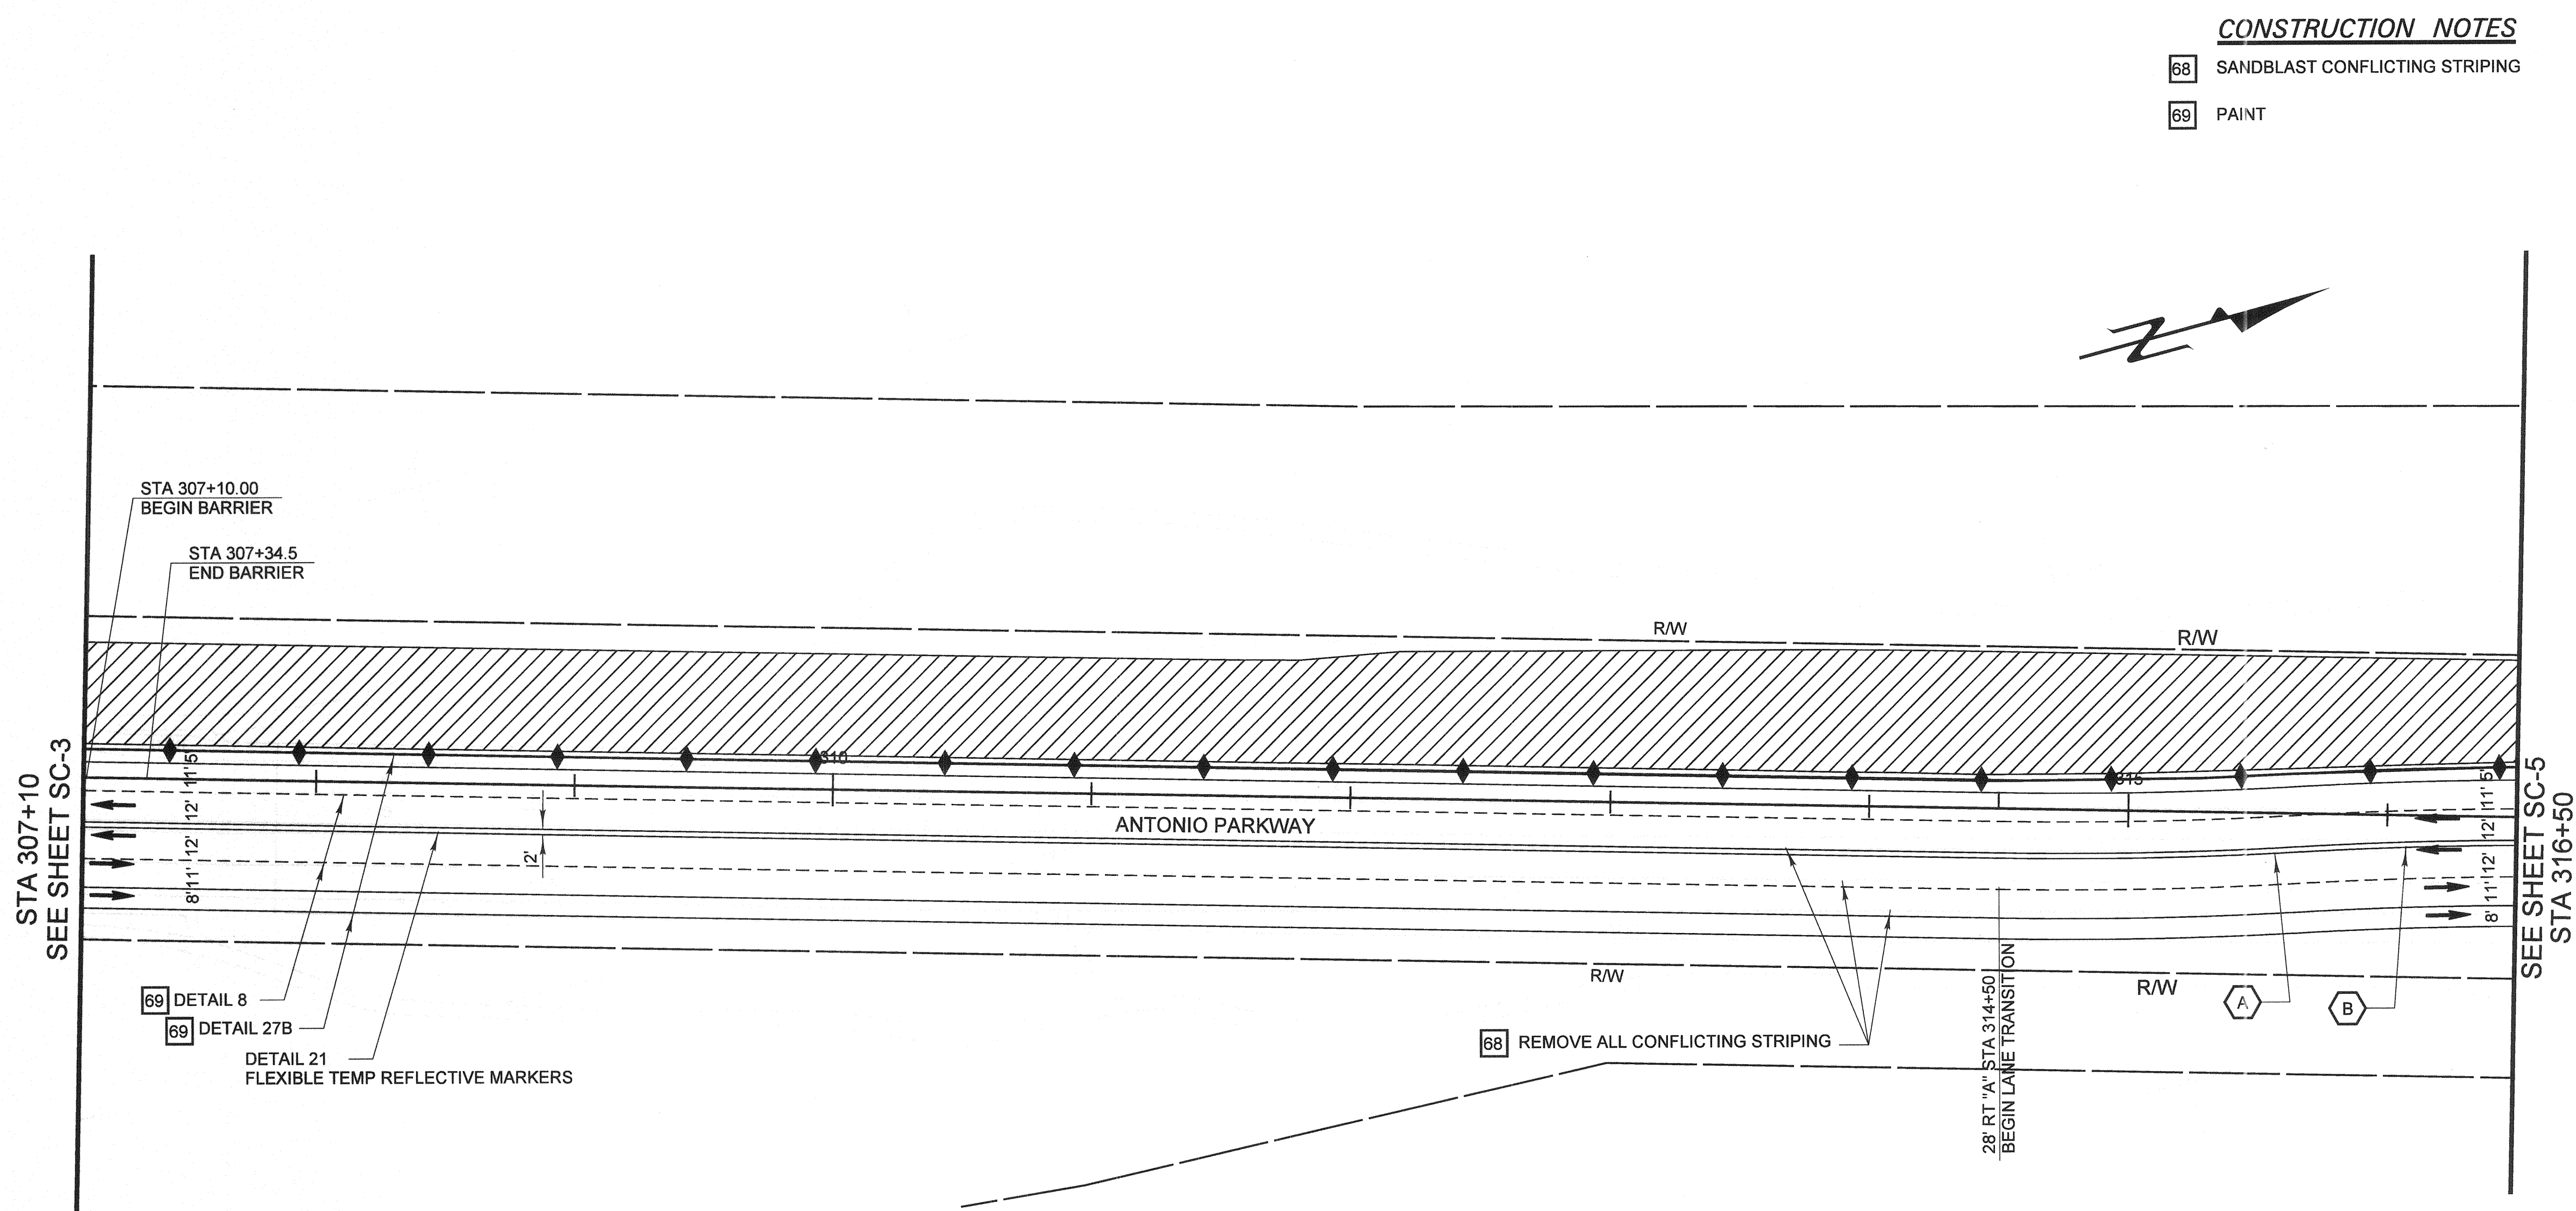 CONSTRUCTION NOTES
68 SANDBLAST CONFLICTING STRIPING
69 PAINT
N
STA 307+10.00
BEGIN BARRIER
STA 307+34.5
END BARRIER
R/W
R/W
STA 307+10
SEE SHEET SC-3
8' 11' 12' 12' 11' 5'
310
315
2'
ANTONIO PARKWAY
8' 11' 12' 12' 11' 5'
SEE SHEET SC-5
STA 316+50
R/W
R/W
69 DETAIL 8
69 DETAIL 27B
DETAIL 21
FLEXIBLE TEMP REFLECTIVE MARKERS
68 REMOVE ALL CONFLICTING STRIPING
28' RT "A" STA 314+50
BEGIN LANE TRANSITION
A
B